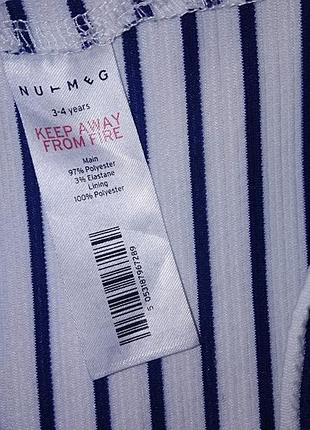 NUTMEG
3-4 years
KEEP AWAY
FROM FIRE
Main
97% Polyester
3% Elastane
Lining
100% Polyester
5 053187 967289